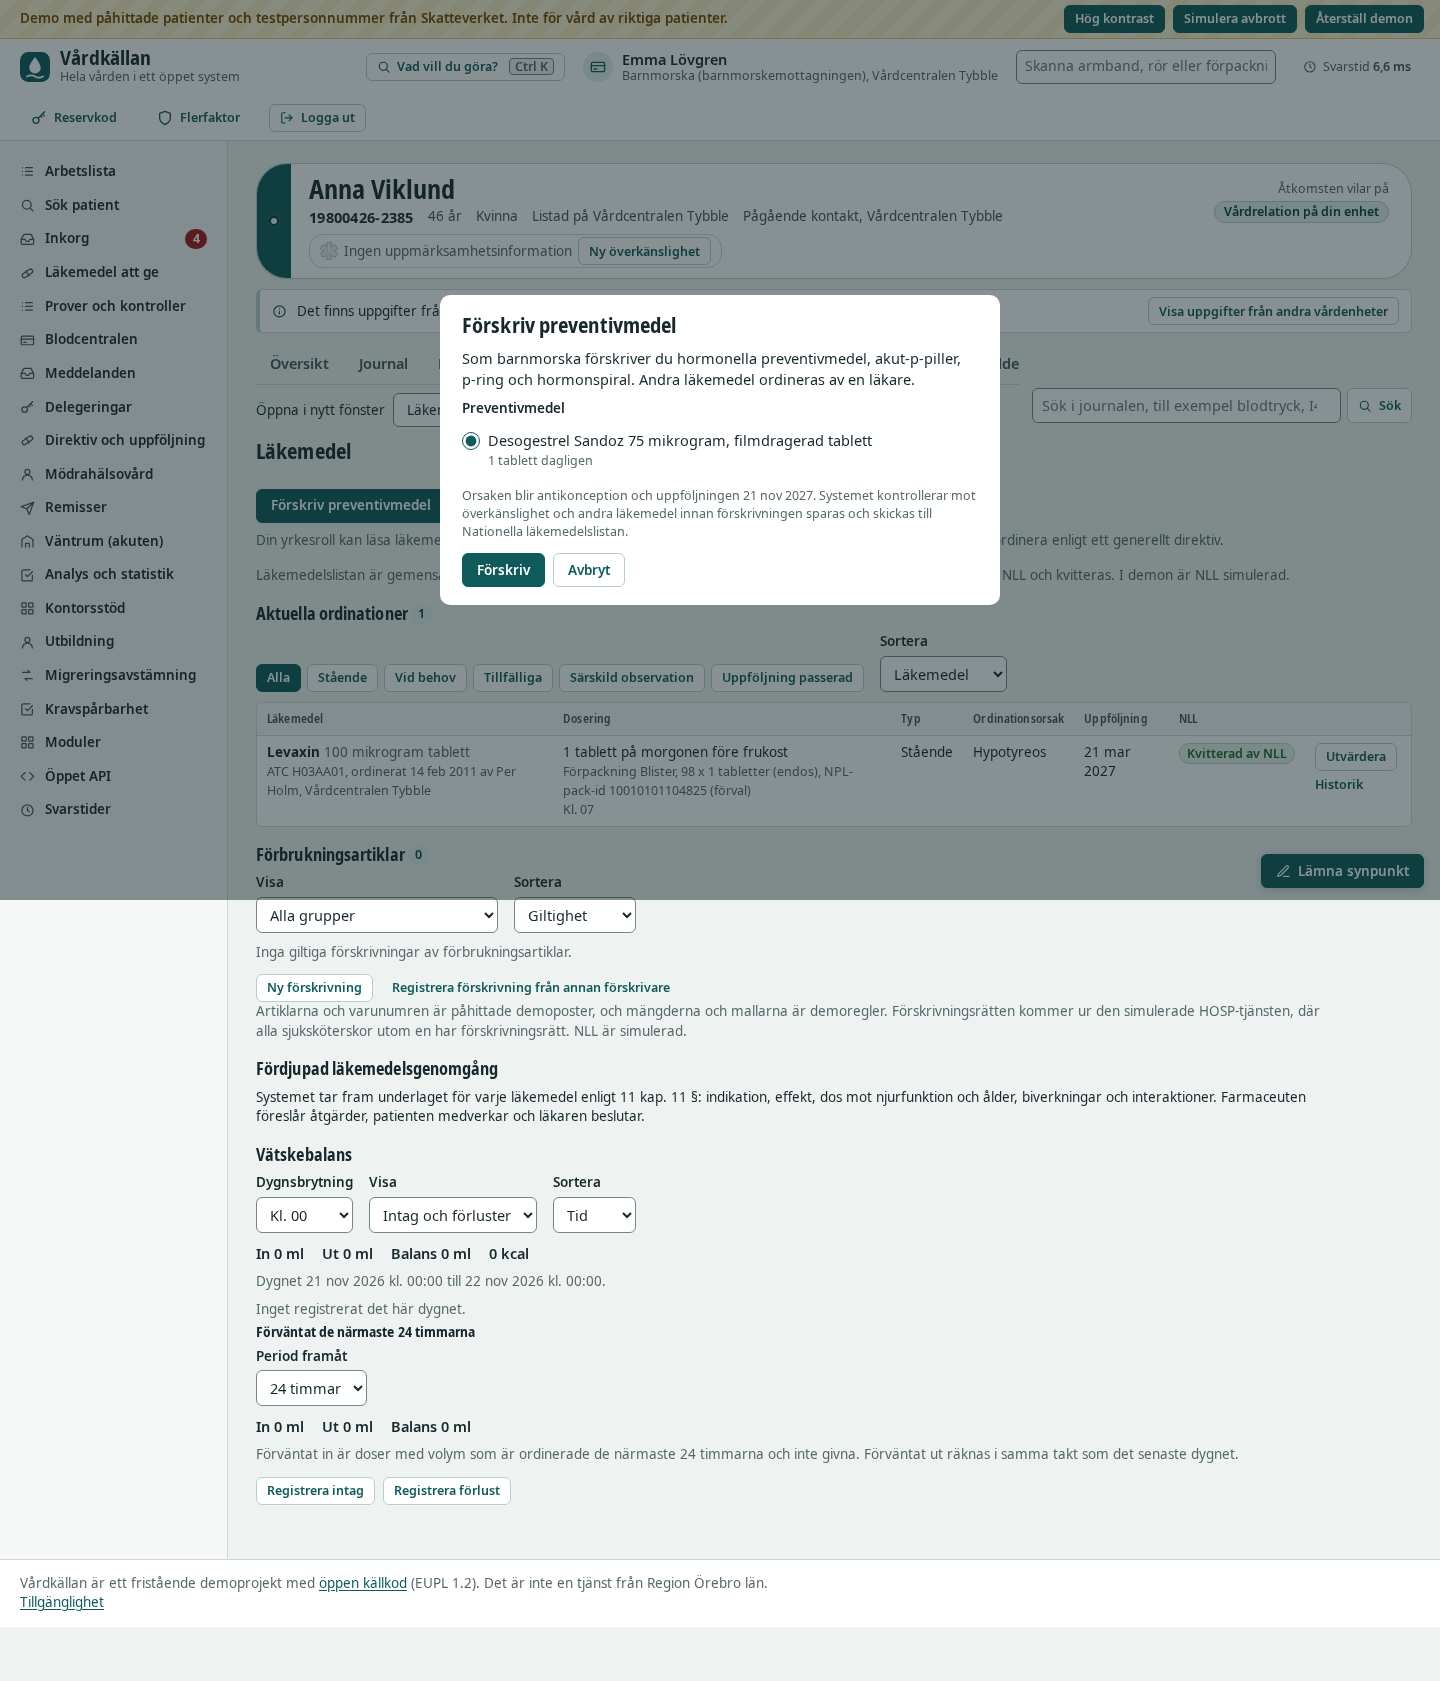 Demo med påhittade patienter och testpersonnummer från Skatteverket. Inte för vård av riktiga patienter.
Hög kontrast
Simulera avbrott
Återställ demon
Vårdkällan
Hela vården i ett öppet system
Vad vill du göra? Ctrl K
Emma Lövgren
Barnmorska (barnmorskemottagningen), Vårdcentralen Tybble
Skanna armband, rör eller förpackni
Svarstid 6,6 ms
Reservkod
Flerfaktor
Logga ut
Arbetslista
Sök patient
Inkorg 4
Läkemedel att ge
Prover och kontroller
Blodcentralen
Meddelanden
Delegeringar
Direktiv och uppföljning
Mödrahälsovård
Remisser
Väntrum (akuten)
Analys och statistik
Kontorsstöd
Utbildning
Migreringsavstämning
Kravspårbarhet
Moduler
Öppet API
Svarstider
Anna Viklund
19800426-2385 46 år Kvinna Listad på Vårdcentralen Tybble Pågående kontakt, Vårdcentralen Tybble
Ingen uppmärksamhetsinformation Ny överkänslighet
Åtkomsten vilar på
Vårdrelation på din enhet
Det finns uppgifter frå
Visa uppgifter från andra vårdenheter
Översikt Journal
Öppna i nytt fönster
Sök i journalen, till exempel blodtryck, I
Sök
Läkemedel
Förskriv preventivmedel
Din yrkesroll kan läsa läkeme
ordinera enligt ett generellt direktiv.
Läkemedelslistan är gemensa
NLL och kvitteras. I demon är NLL simulerad.
Förskriv preventivmedel
Som barnmorska förskriver du hormonella preventivmedel, akut-p-piller,
p-ring och hormonspiral. Andra läkemedel ordineras av en läkare.
Preventivmedel
Desogestrel Sandoz 75 mikrogram, filmdragerad tablett
1 tablett dagligen
Orsaken blir antikonception och uppföljningen 21 nov 2027. Systemet kontrollerar mot
överkänslighet och andra läkemedel innan förskrivningen sparas och skickas till
Nationella läkemedelslistan.
Förskriv
Avbryt
Aktuella ordinationer 1
Alla
Stående
Vid behov
Tillfälliga
Särskild observation
Uppföljning passerad
Sortera
Läkemedel
Läkemedel Dosering Typ Ordinationsorsak Uppföljning NLL
Levaxin 100 mikrogram tablett
ATC H03AA01, ordinerat 14 feb 2011 av Per
Holm, Vårdcentralen Tybble
1 tablett på morgonen före frukost
Förpackning Blister, 98 x 1 tabletter (endos), NPL-
pack-id 10010101104825 (förval)
Kl. 07
Stående
Hypotyreos
21 mar
2027
Kvitterad av NLL
Utvärdera
Historik
Förbrukningsartiklar 0
Lämna synpunkt
Visa
Alla grupper
Sortera
Giltighet
Inga giltiga förskrivningar av förbrukningsartiklar.
Ny förskrivning
Registrera förskrivning från annan förskrivare
Artiklarna och varunumren är påhittade demoposter, och mängderna och mallarna är demoregler. Förskrivningsrätten kommer ur den simulerade HOSP-tjänsten, där
alla sjuksköterskor utom en har förskrivningsrätt. NLL är simulerad.
Fördjupad läkemedelsgenomgång
Systemet tar fram underlaget för varje läkemedel enligt 11 kap. 11 §: indikation, effekt, dos mot njurfunktion och ålder, biverkningar och interaktioner. Farmaceuten
föreslår åtgärder, patienten medverkar och läkaren beslutar.
Vätskebalans
Dygnsbrytning
Kl. 00
Visa
Intag och förluster
Sortera
Tid
In 0 ml Ut 0 ml Balans 0 ml 0 kcal
Dygnet 21 nov 2026 kl. 00:00 till 22 nov 2026 kl. 00:00.
Inget registrerat det här dygnet.
Förväntat de närmaste 24 timmarna
Period framåt
24 timmar
In 0 ml Ut 0 ml Balans 0 ml
Förväntat in är doser med volym som är ordinerade de närmaste 24 timmarna och inte givna. Förväntat ut räknas i samma takt som det senaste dygnet.
Registrera intag
Registrera förlust
Vårdkällan är ett fristående demoprojekt med öppen källkod (EUPL 1.2). Det är inte en tjänst från Region Örebro län.
Tillgänglighet